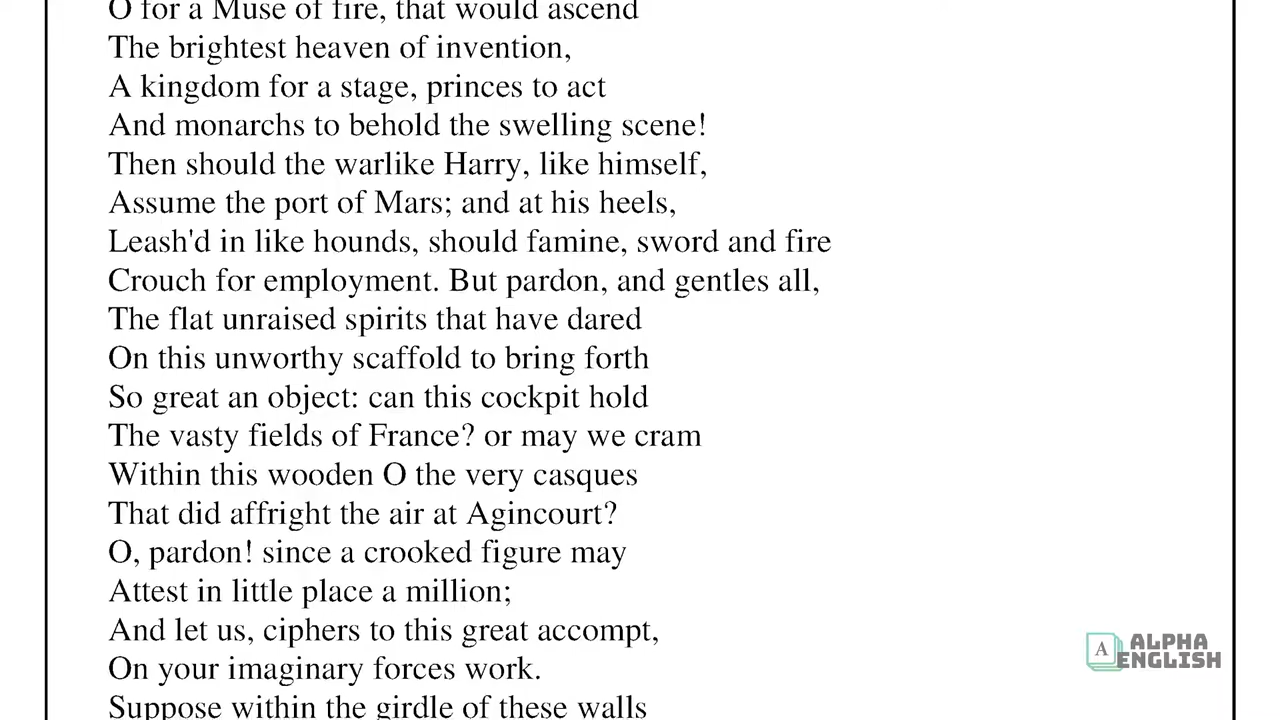 O for a Muse of fire, that would ascend
The brightest heaven of invention,
A kingdom for a stage, princes to act
And monarchs to behold the swelling scene!
Then should the warlike Harry, like himself,
Assume the port of Mars; and at his heels,
Leash'd in like hounds, should famine, sword and fire
Crouch for employment. But pardon, and gentles all,
The flat unraised spirits that have dared
On this unworthy scaffold to bring forth
So great an object: can this cockpit hold
The vasty fields of France? or may we cram
Within this wooden O the very casques
That did affright the air at Agincourt?
O, pardon! since a crooked figure may
Attest in little place a million;
And let us, ciphers to this great accompt,
On your imaginary forces work.
Suppose within the girdle of these walls
A ALPHA
ENGLISH